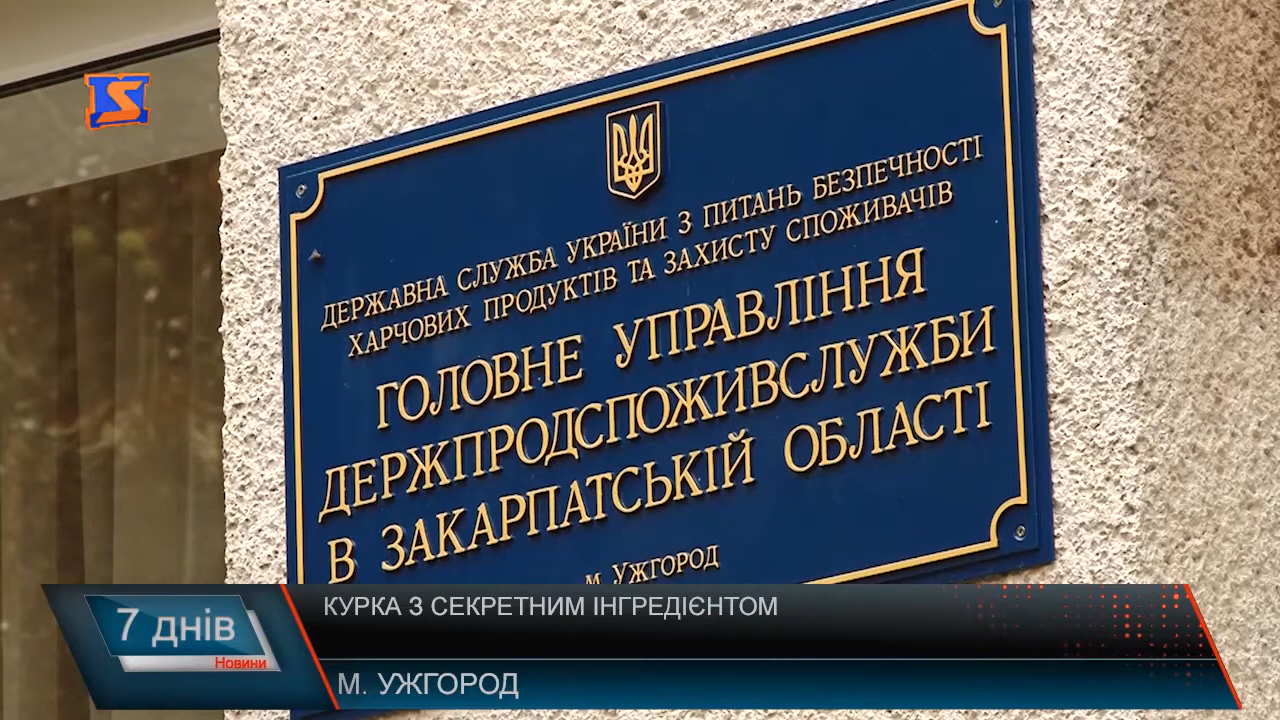 ДЕРЖАВНА СЛУЖБА УКРАЇНИ З ПИТАНЬ БЕЗПЕЧНОСТІ
ХАРЧОВИХ ПРОДУКТІВ ТА ЗАХИСТУ СПОЖИВАЧІВ
ГОЛОВНЕ УПРАВЛІННЯ
ДЕРЖПРОДСПОЖИВСЛУЖБИ
В ЗАКАРПАТСЬКІЙ ОБЛАСТІ
м. УЖГОРОД
КУРКА З СЕКРЕТНИМ ІНГРЕДІЄНТОМ
7 днів
Новини
М. УЖГОРОД